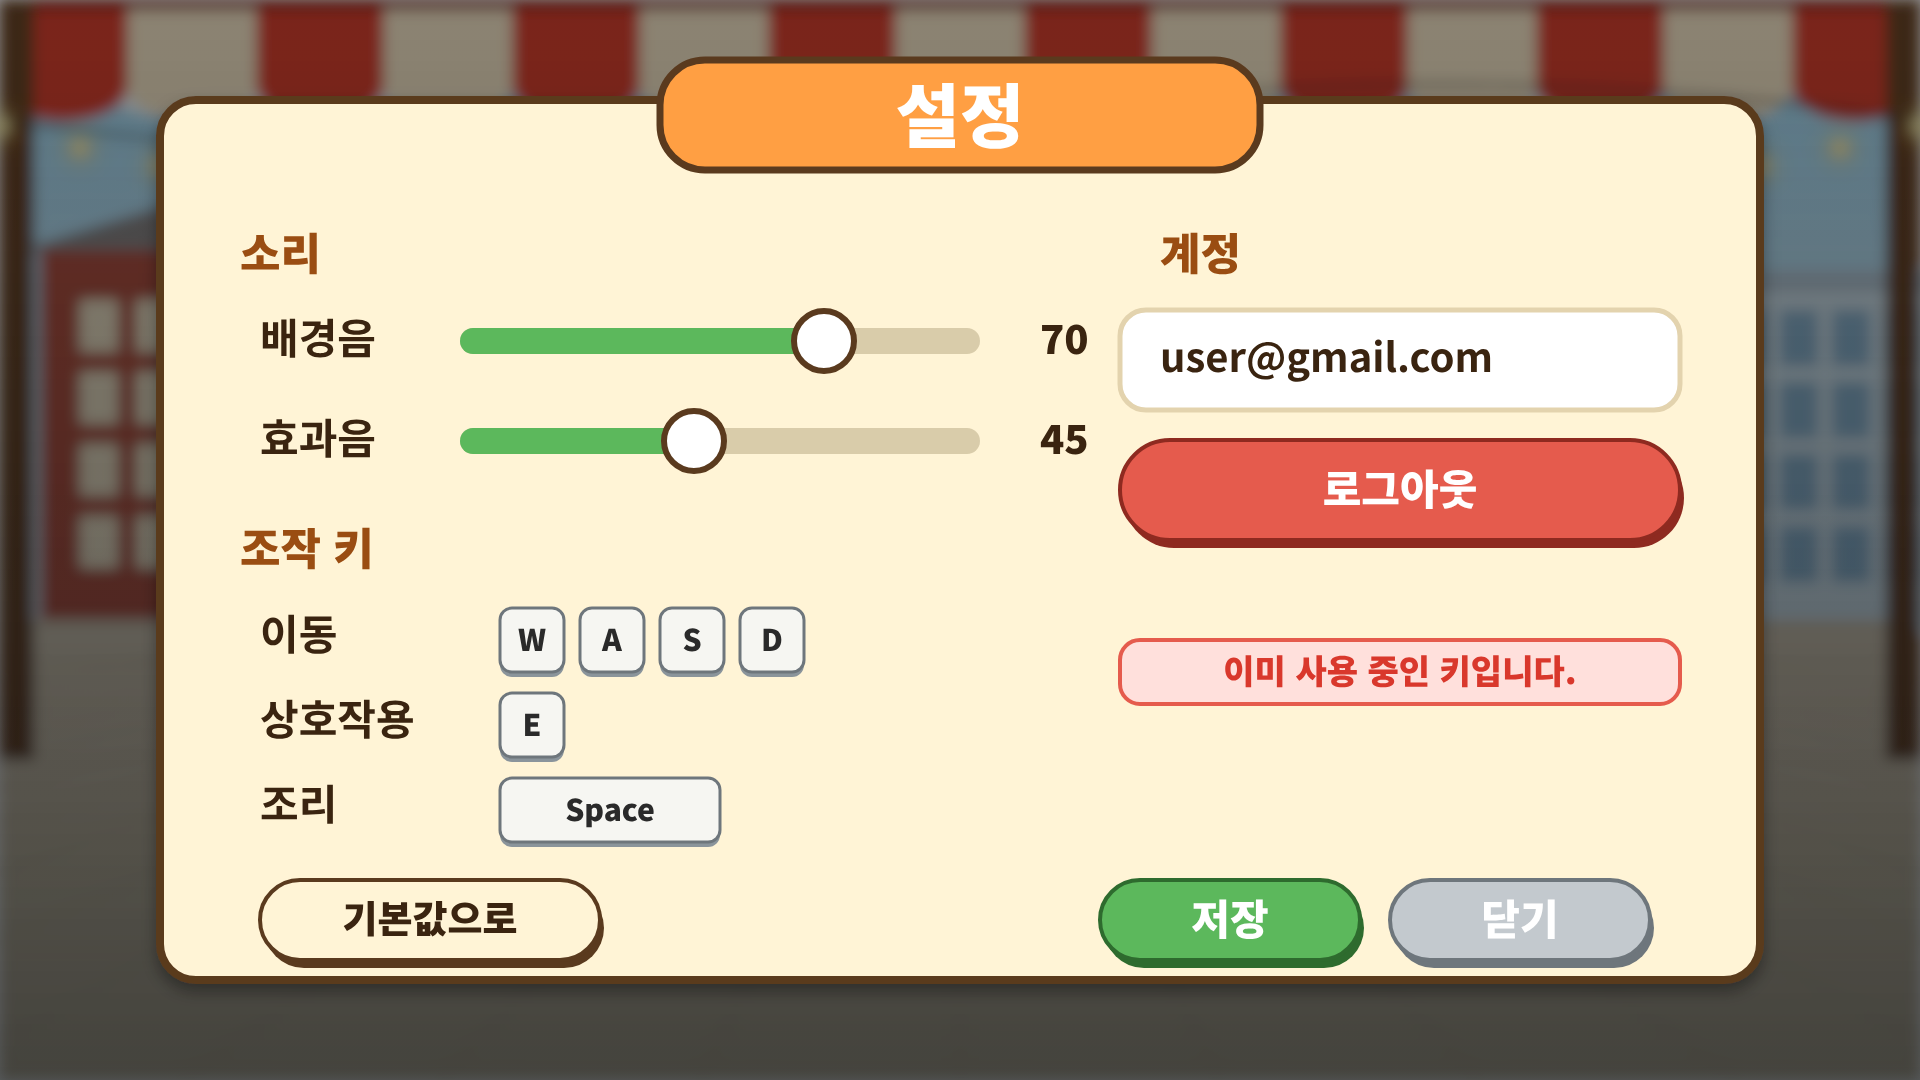 설정
소리
배경음
70
효과음
45
조작 키
이동
W A S D
상호작용
E
조리
Space
기본값으로
계정
user@gmail.com
로그아웃
이미 사용 중인 키입니다.
저장
닫기